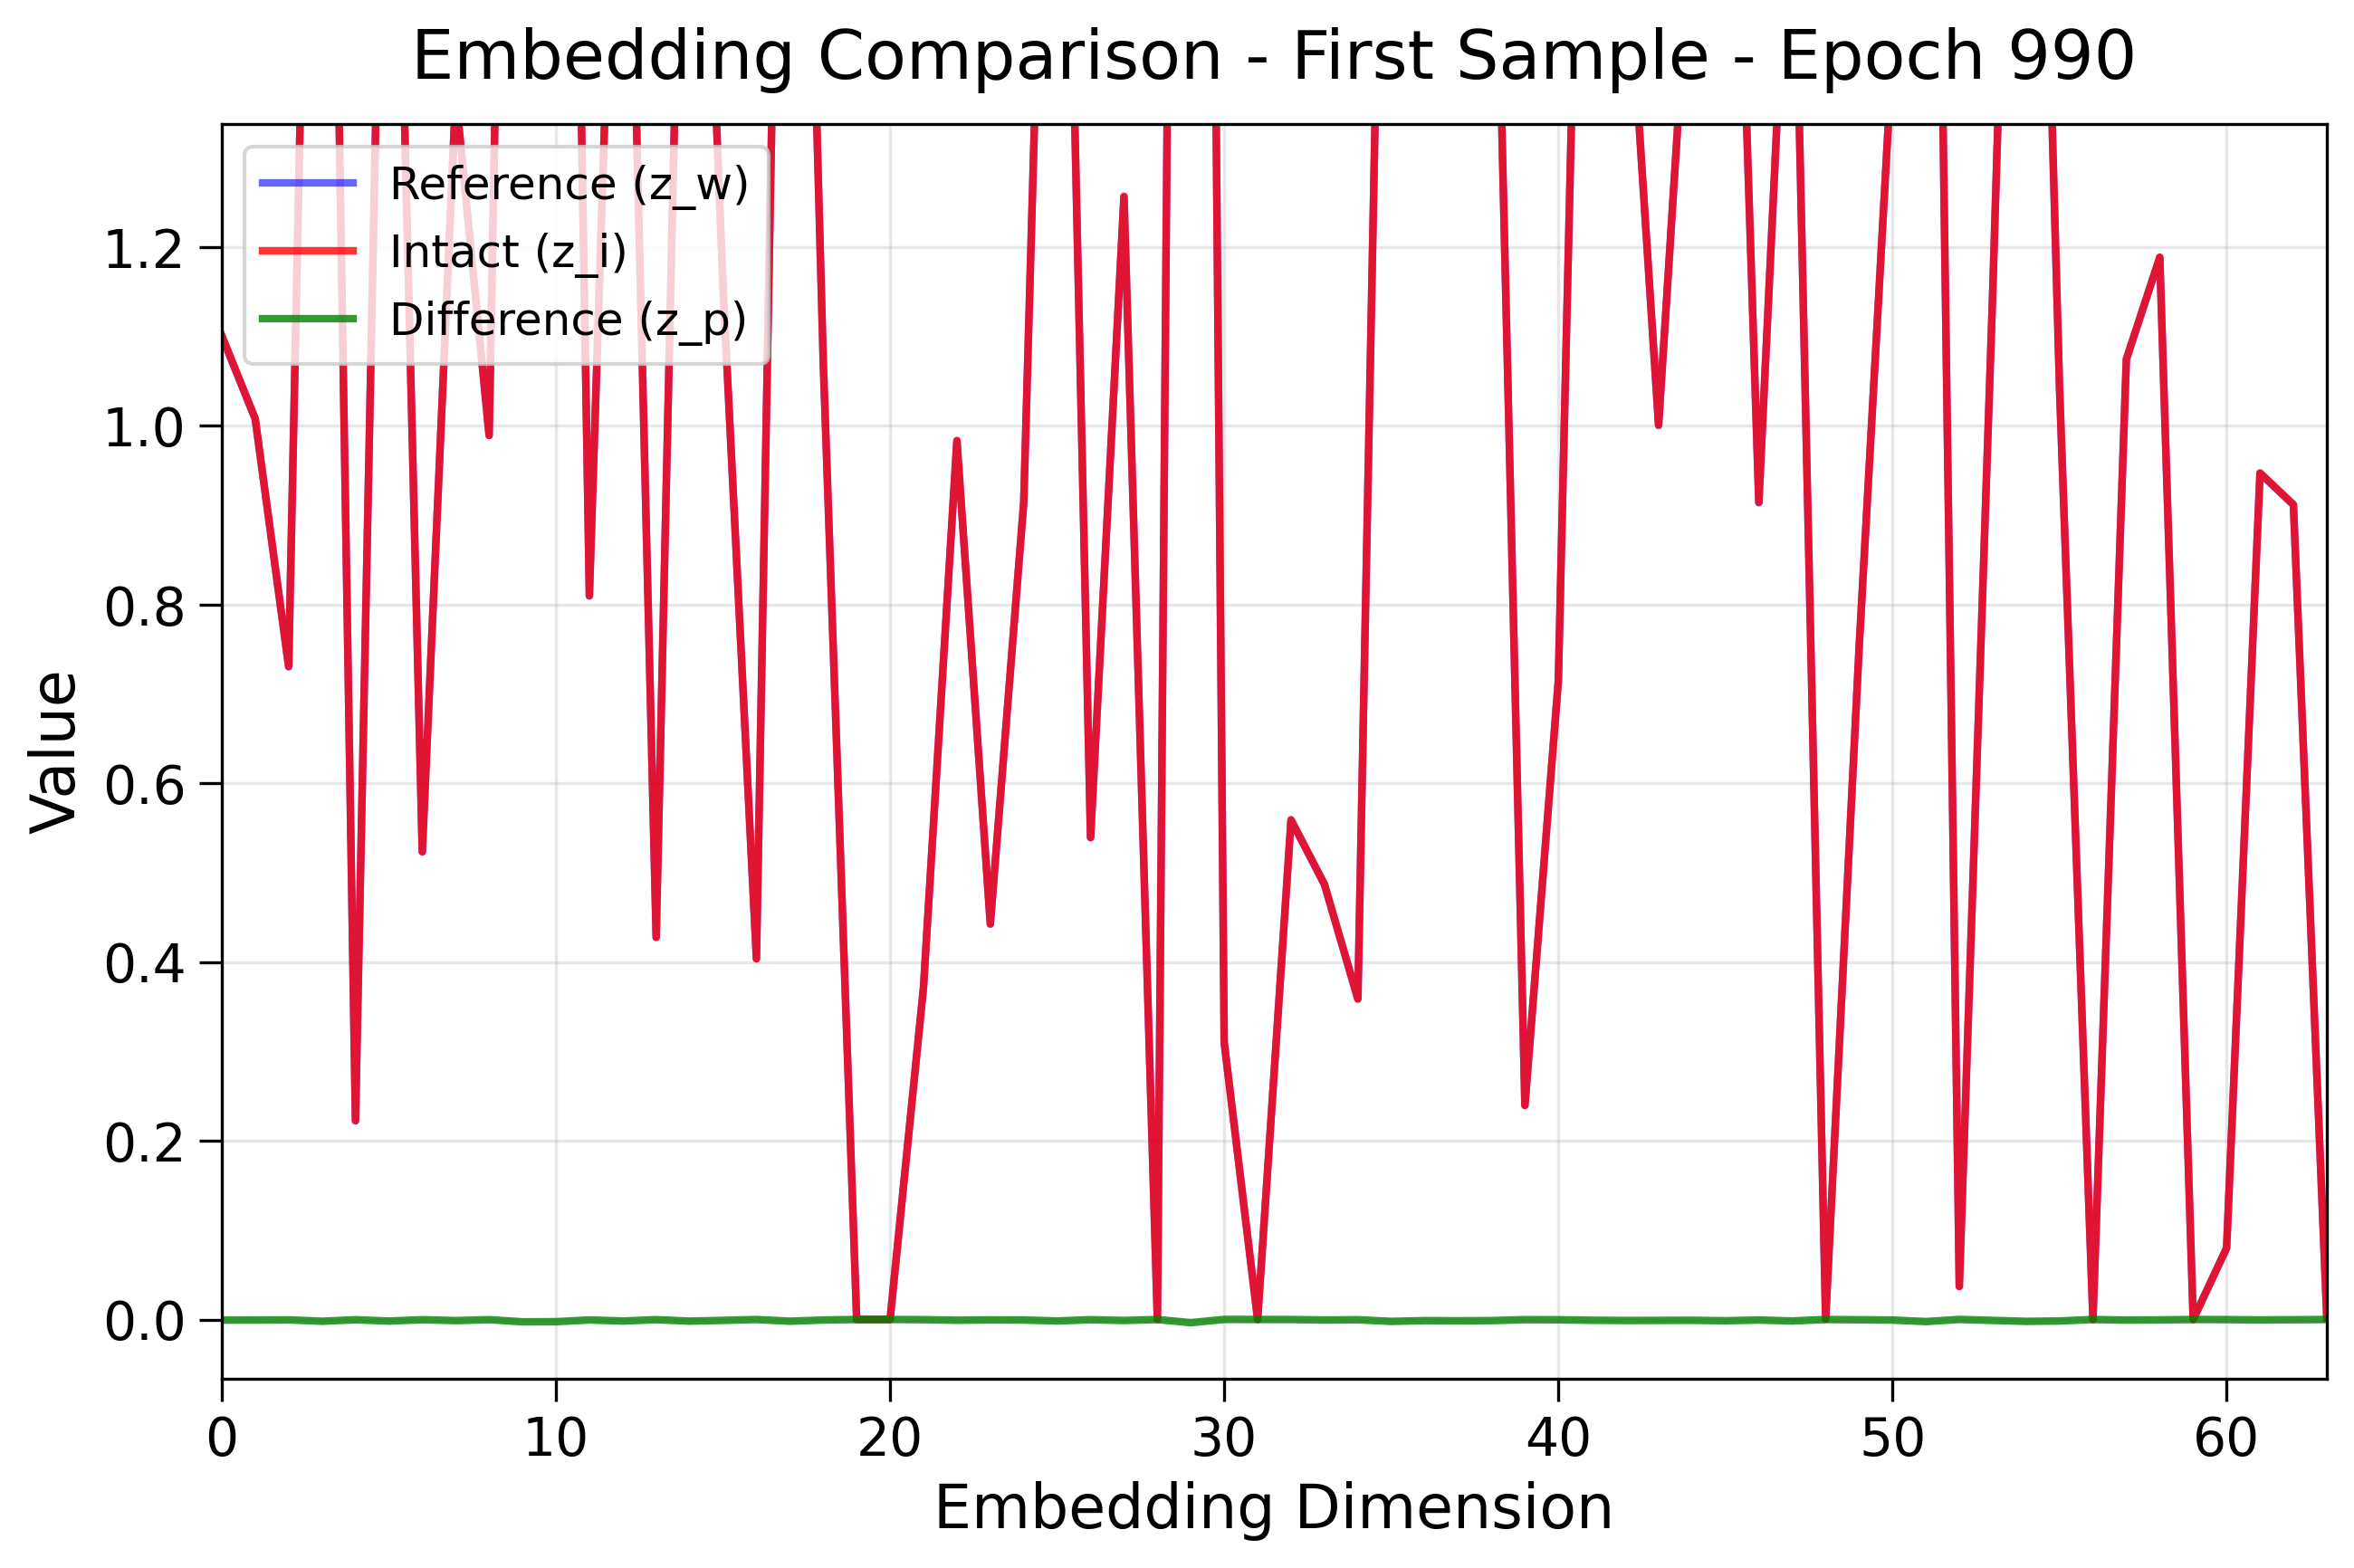 Embedding Comparison - First Sample - Epoch 990
Reference (z_w)
Intact (z_i)
Difference (z_p)
1.2
1.0
0.8
0.6
0.4
0.2
0.0
Value
0 10 20 30 40 50 60
Embedding Dimension